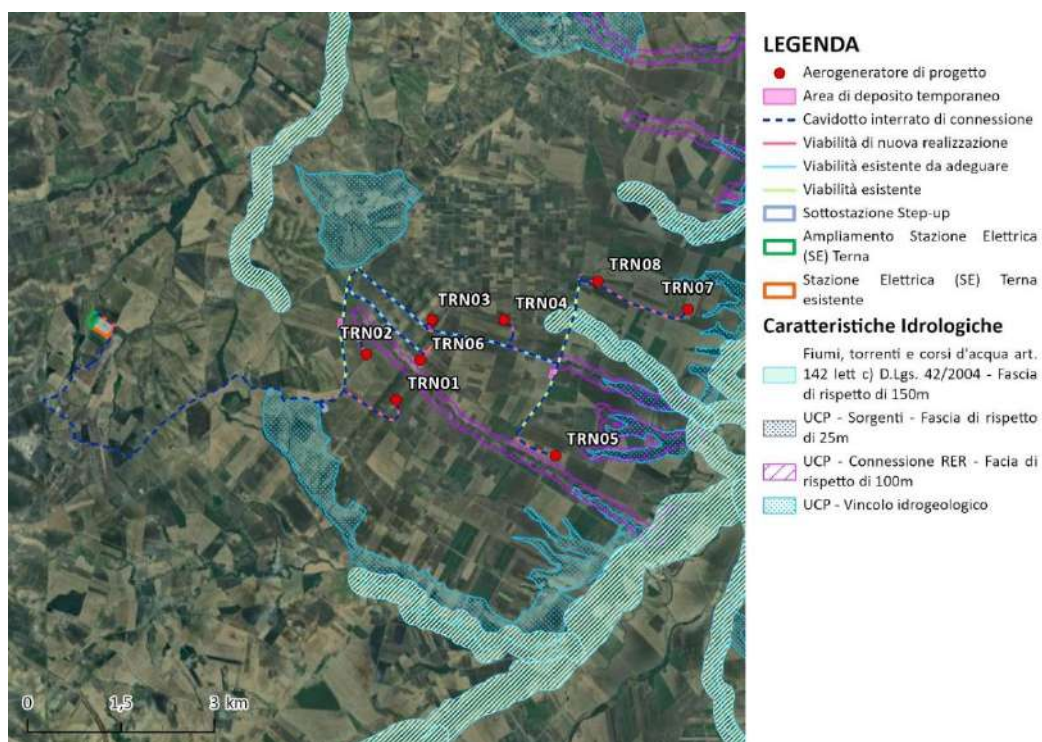 TRN08
TRN07
TRN03
TRN04
TRN02
TRN06
TRN01
TRN05
0 1,5 3 km
LEGENDA
Aerogeneratore di progetto
Area di deposito temporaneo
Cavidotto interrato di connessione
Viabilità di nuova realizzazione
Viabilità esistente da adeguare
Viabilità esistente
Sottostazione Step-up
Ampliamento Stazione Elettrica
(SE) Terna
Stazione Elettrica (SE) Terna
esistente
Caratteristiche Idrologiche
Fiumi, torrenti e corsi d'acqua art.
142 lett c) D.Lgs. 42/2004 - Fascia
di rispetto di 150m
UCP - Sorgenti - Fascia di rispetto
di 25m
UCP - Connessione RER - Facia di
rispetto di 100m
UCP - Vincolo idrogeologico